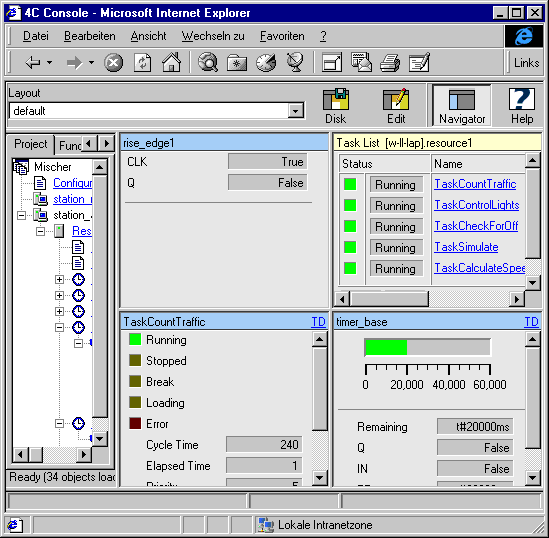 4C Console - Microsoft Internet Explorer
Datei Bearbeiten Ansicht Wechseln zu Favoriten ?
Links
Layout
default
Disk Edit Navigator Help
Project Func
Mischer
Configur
station_
station_
Res
Ready (34 objects load
rise_edge1
CLK True
Q False
Task List [w-ll-lap].resource1
Status Name
Running TaskCountTraffic
Running TaskControlLights
Running TaskCheckForOff
Running TaskSimulate
Running TaskCalculateSpee
TaskCountTraffic TD
Running
Stopped
Break
Loading
Error
Cycle Time 240
Elapsed Time 1
Priority 5
timer_base TD
0 20,000 40,000 60,000
Remaining t#20000ms
Q False
IN False
Lokale Intranetzone